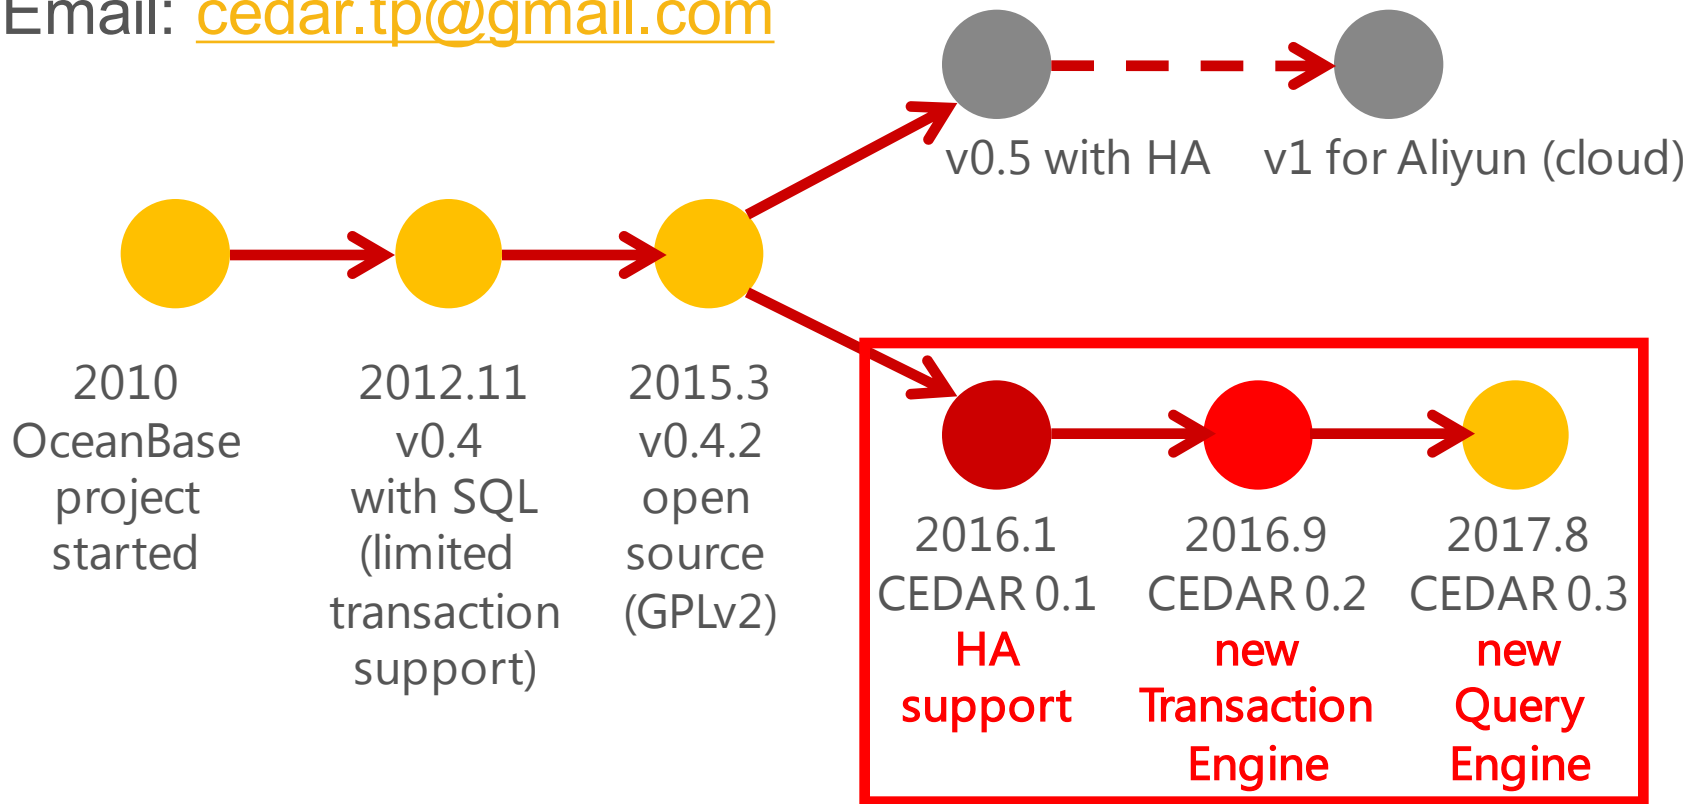 Email: cedar.tp@gmail.com
v0.5 with HA
v1 for Aliyun (cloud)
2010
OceanBase
project
started
2012.11
v0.4
with SQL
(limited
transaction
support)
2015.3
v0.4.2
open
source
(GPLv2)
2016.1
CEDAR 0.1
HA
support
2016.9
CEDAR 0.2
new
Transaction
Engine
2017.8
CEDAR 0.3
new
Query
Engine